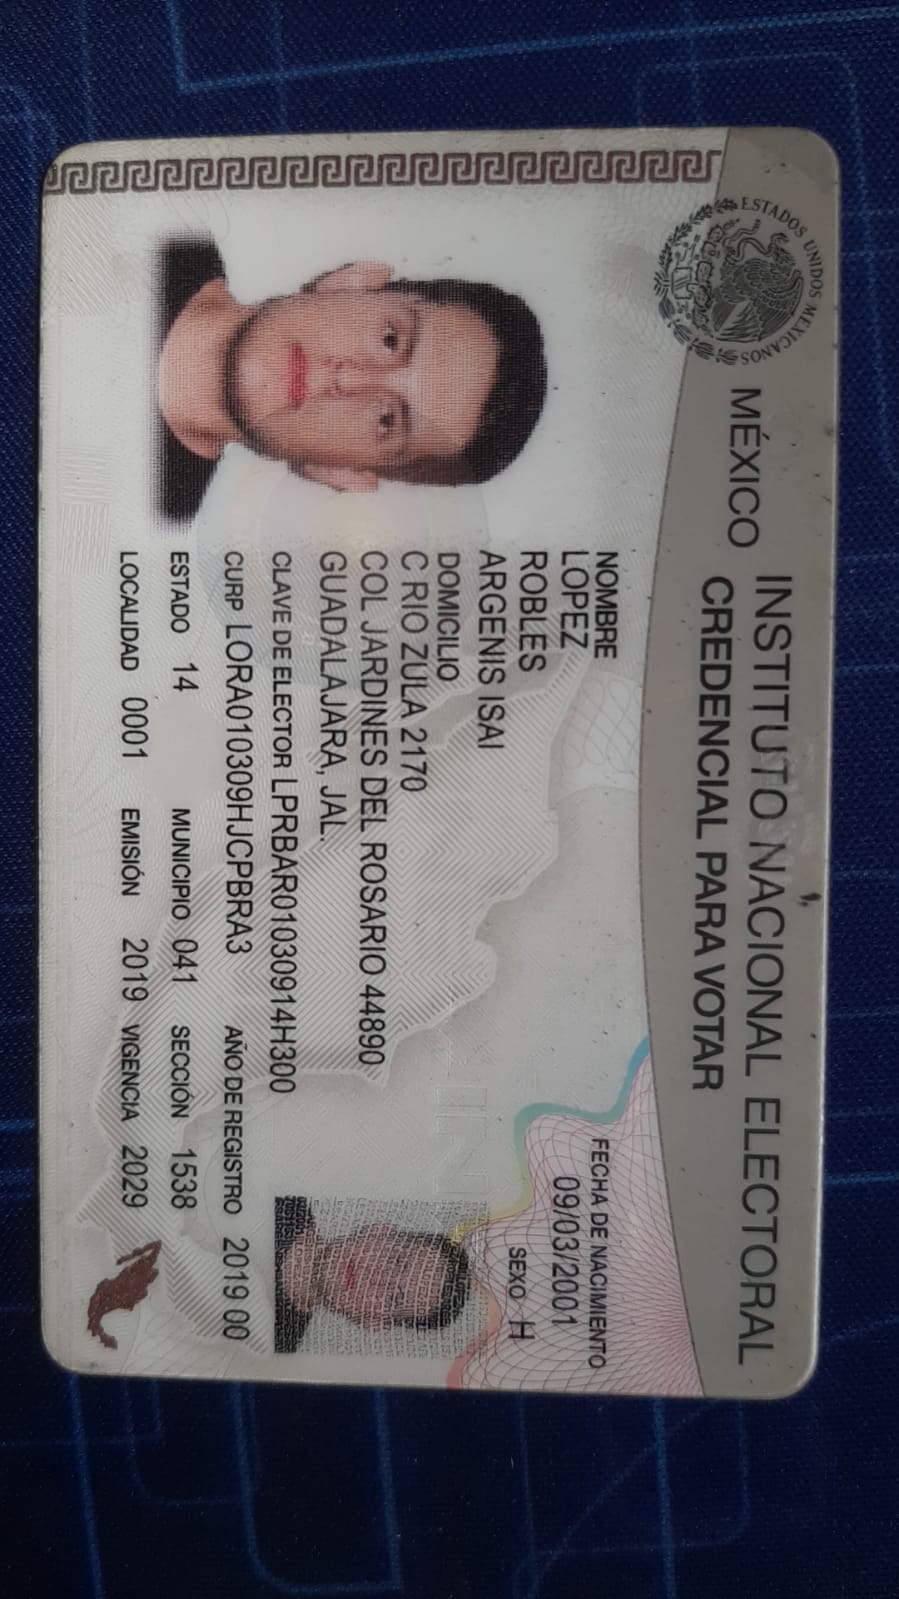 ESTADOS UNIDOS MEXICANOS
MÉXICO INSTITUTO NACIONAL ELECTORAL
CREDENCIAL PARA VOTAR
NOMBRE
LOPEZ
ROBLES
ARGENIS ISAI
FECHA DE NACIMIENTO
09/03/2001
SEXO H
DOMICILIO
C RIO ZULA 2170
COL JARDINES DEL ROSARIO 44890
GUADALAJARA, JAL.
CLAVE DE ELECTOR LPRBAR01030914H300
CURP LORA010309HJCPBRA3 AÑO DE REGISTRO 2019 00
ESTADO 14 MUNICIPIO 041 SECCIÓN 1538
LOCALIDAD 0001 EMISIÓN 2019 VIGENCIA 2029